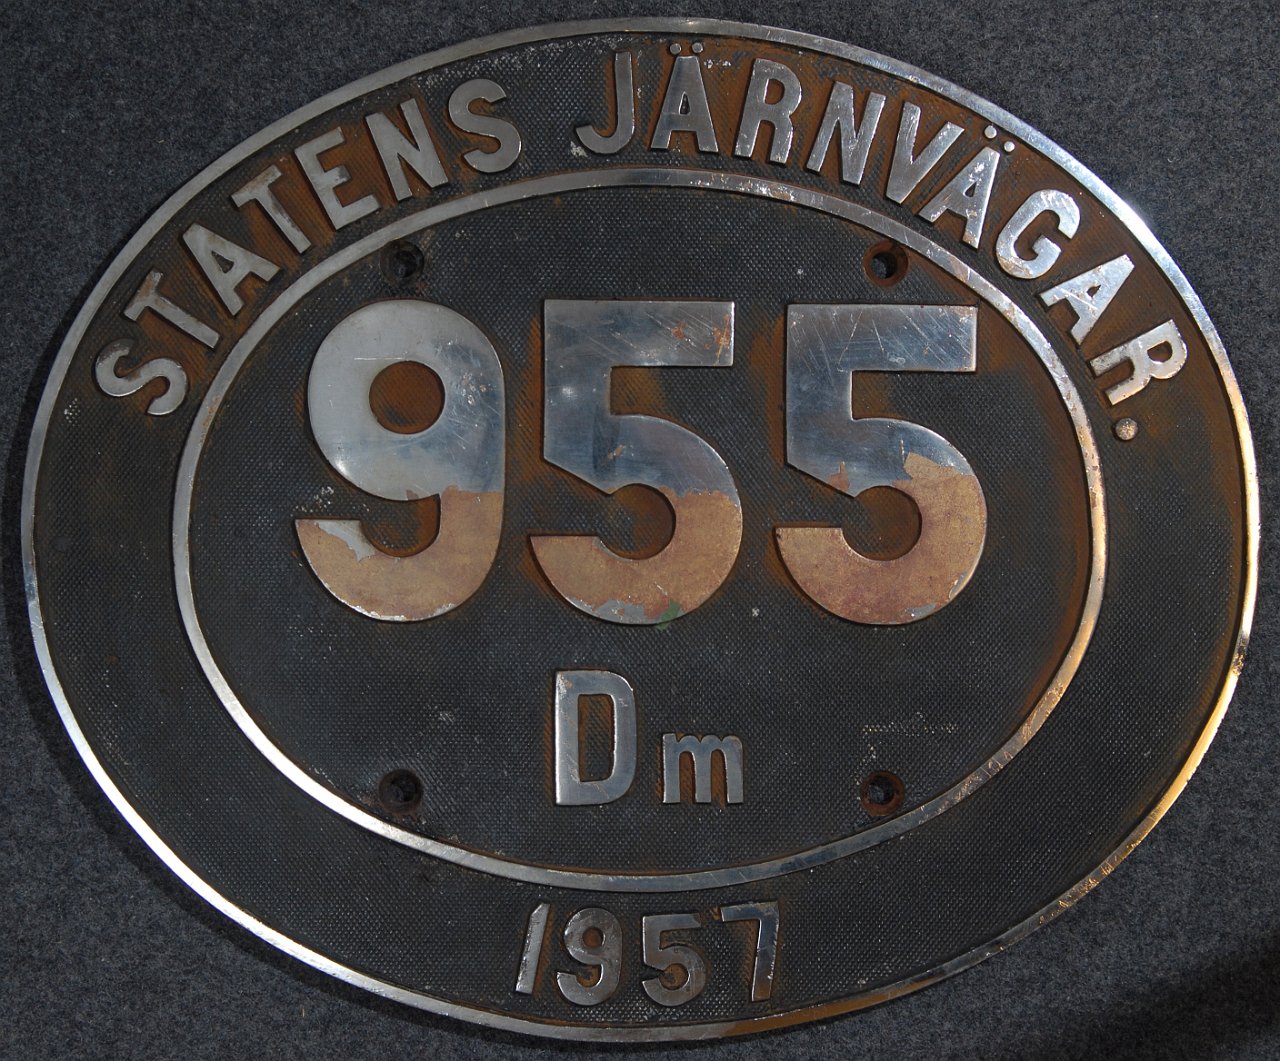 STATENS JÄRNVÄGAR.
955
Dm
1957